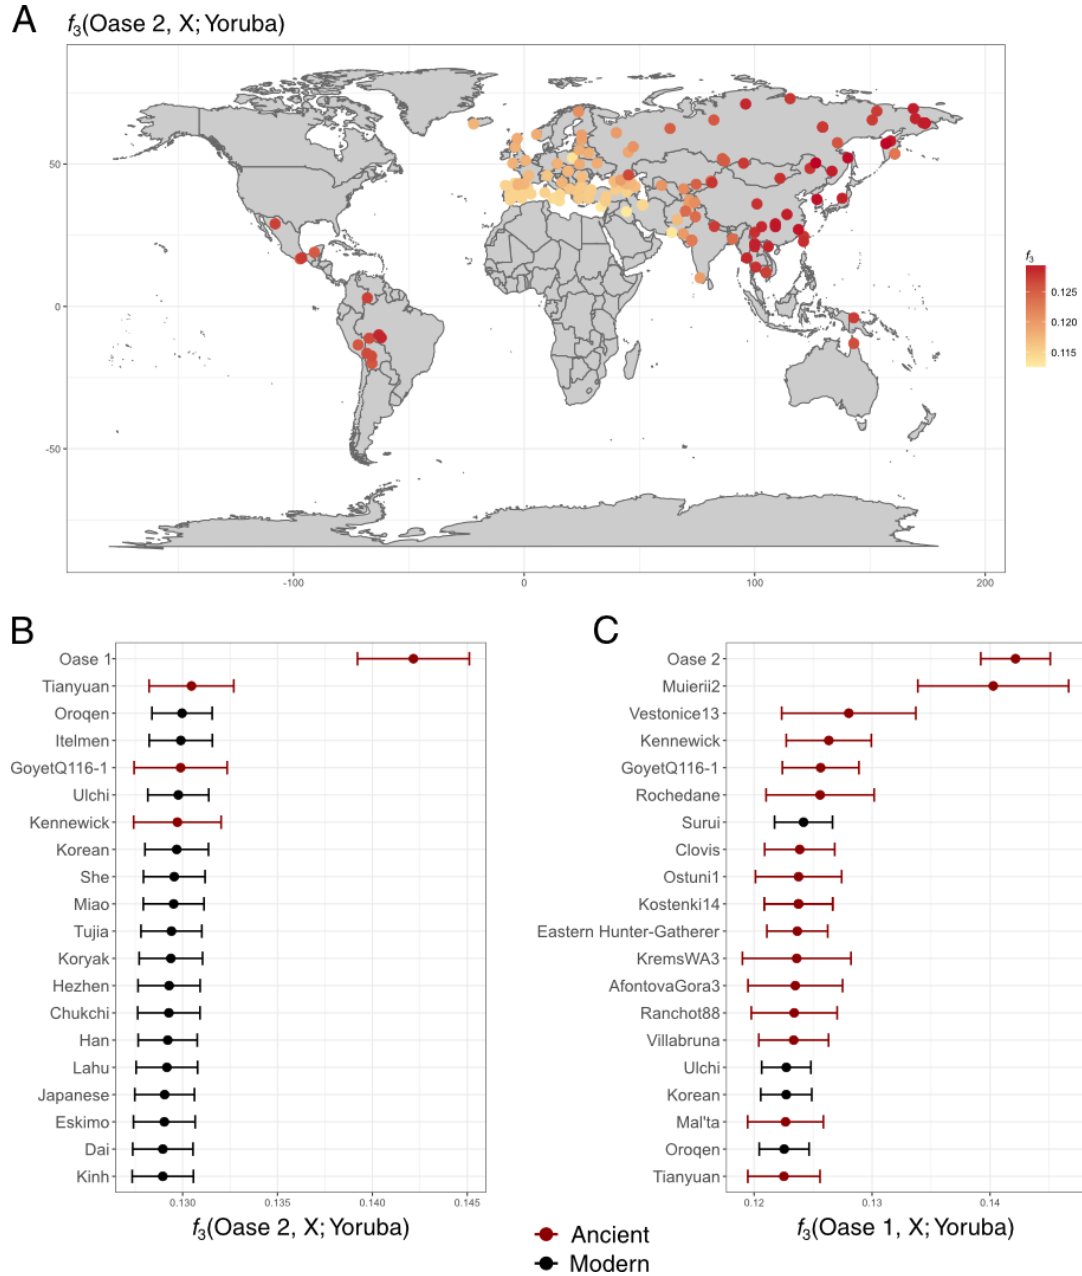 A
f3(Oase 2, X; Yoruba)
50
0
-50
-100
0
100
200
f3
0.125
0.120
0.115
B
Oase 1
Tianyuan
Oroqen
Itelmen
GoyetQ116-1
Ulchi
Kennewick
Korean
She
Miao
Tujia
Koryak
Hezhen
Chukchi
Han
Lahu
Japanese
Eskimo
Dai
Kinh
0.130
0.135
0.140
0.145
f3(Oase 2, X; Yoruba)
C
Oase 2
Muierii2
Vestonice13
Kennewick
GoyetQ116-1
Rochedane
Surui
Clovis
Ostuni1
Kostenki14
Eastern Hunter-Gatherer
KremsWA3
AfontovaGora3
Ranchot88
Villabruna
Ulchi
Korean
Mal'ta
Oroqen
Tianyuan
0.12
0.13
0.14
f3(Oase 1, X; Yoruba)
Ancient
Modern